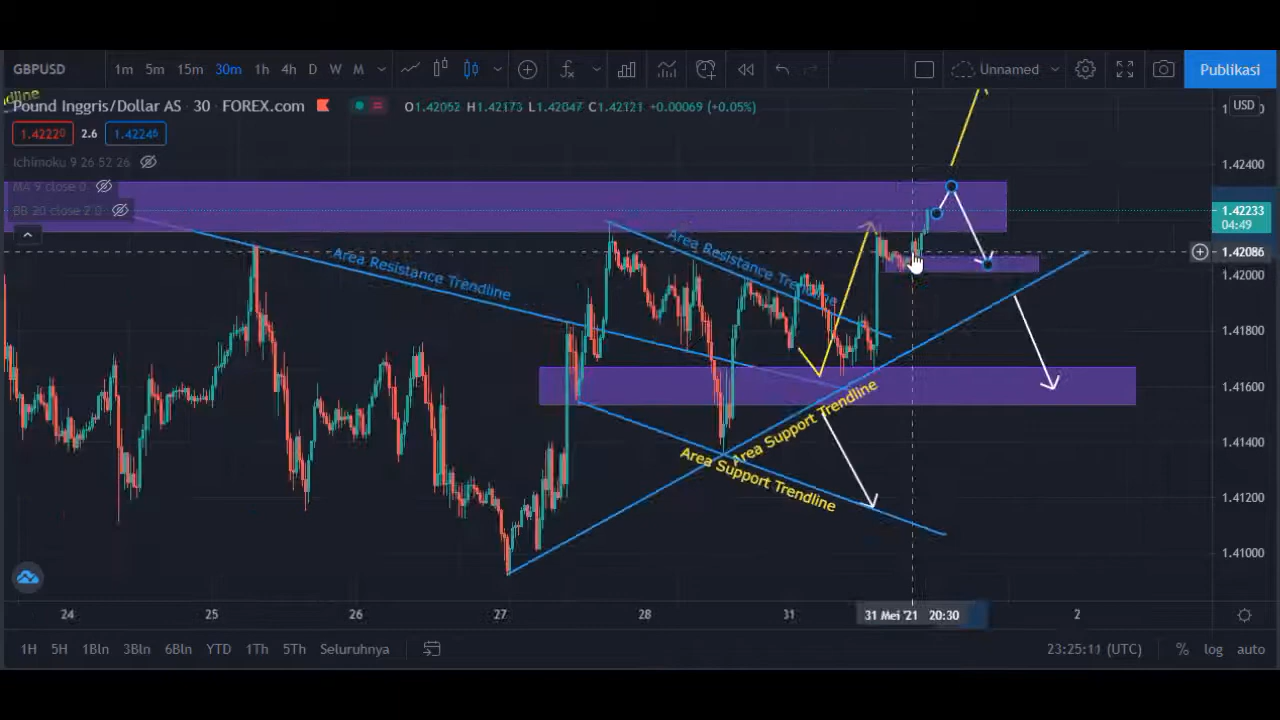 GBPUSD
1m 5m 15m 30m 1h 4h D W M
Unnamed
Publikasi
dline
Pound Inggris/Dollar AS · 30 · FOREX.com
O1.42052 H1.42173 L1.42047 C1.42121 +0.00069 (+0.05%)
USD
1.42220 2.6 1.42246
Ichimoku 9 26 52 26
MA 9 close 0
BB 20 close 2 0
1.42400
1.42233
04:49
1.42086
1.42000
1.41800
1.41600
1.41400
1.41200
1.41000
Area Resistance Trendline
Area Resistance Trendline
Area Support Trendline
Area Support Trendline
24 25 26 27 28 31 31 Mei '21 20:30 2
1H 5H 1Bln 3Bln 6Bln YTD 1Th 5Th Seluruhnya
23:25:11 (UTC) % log auto